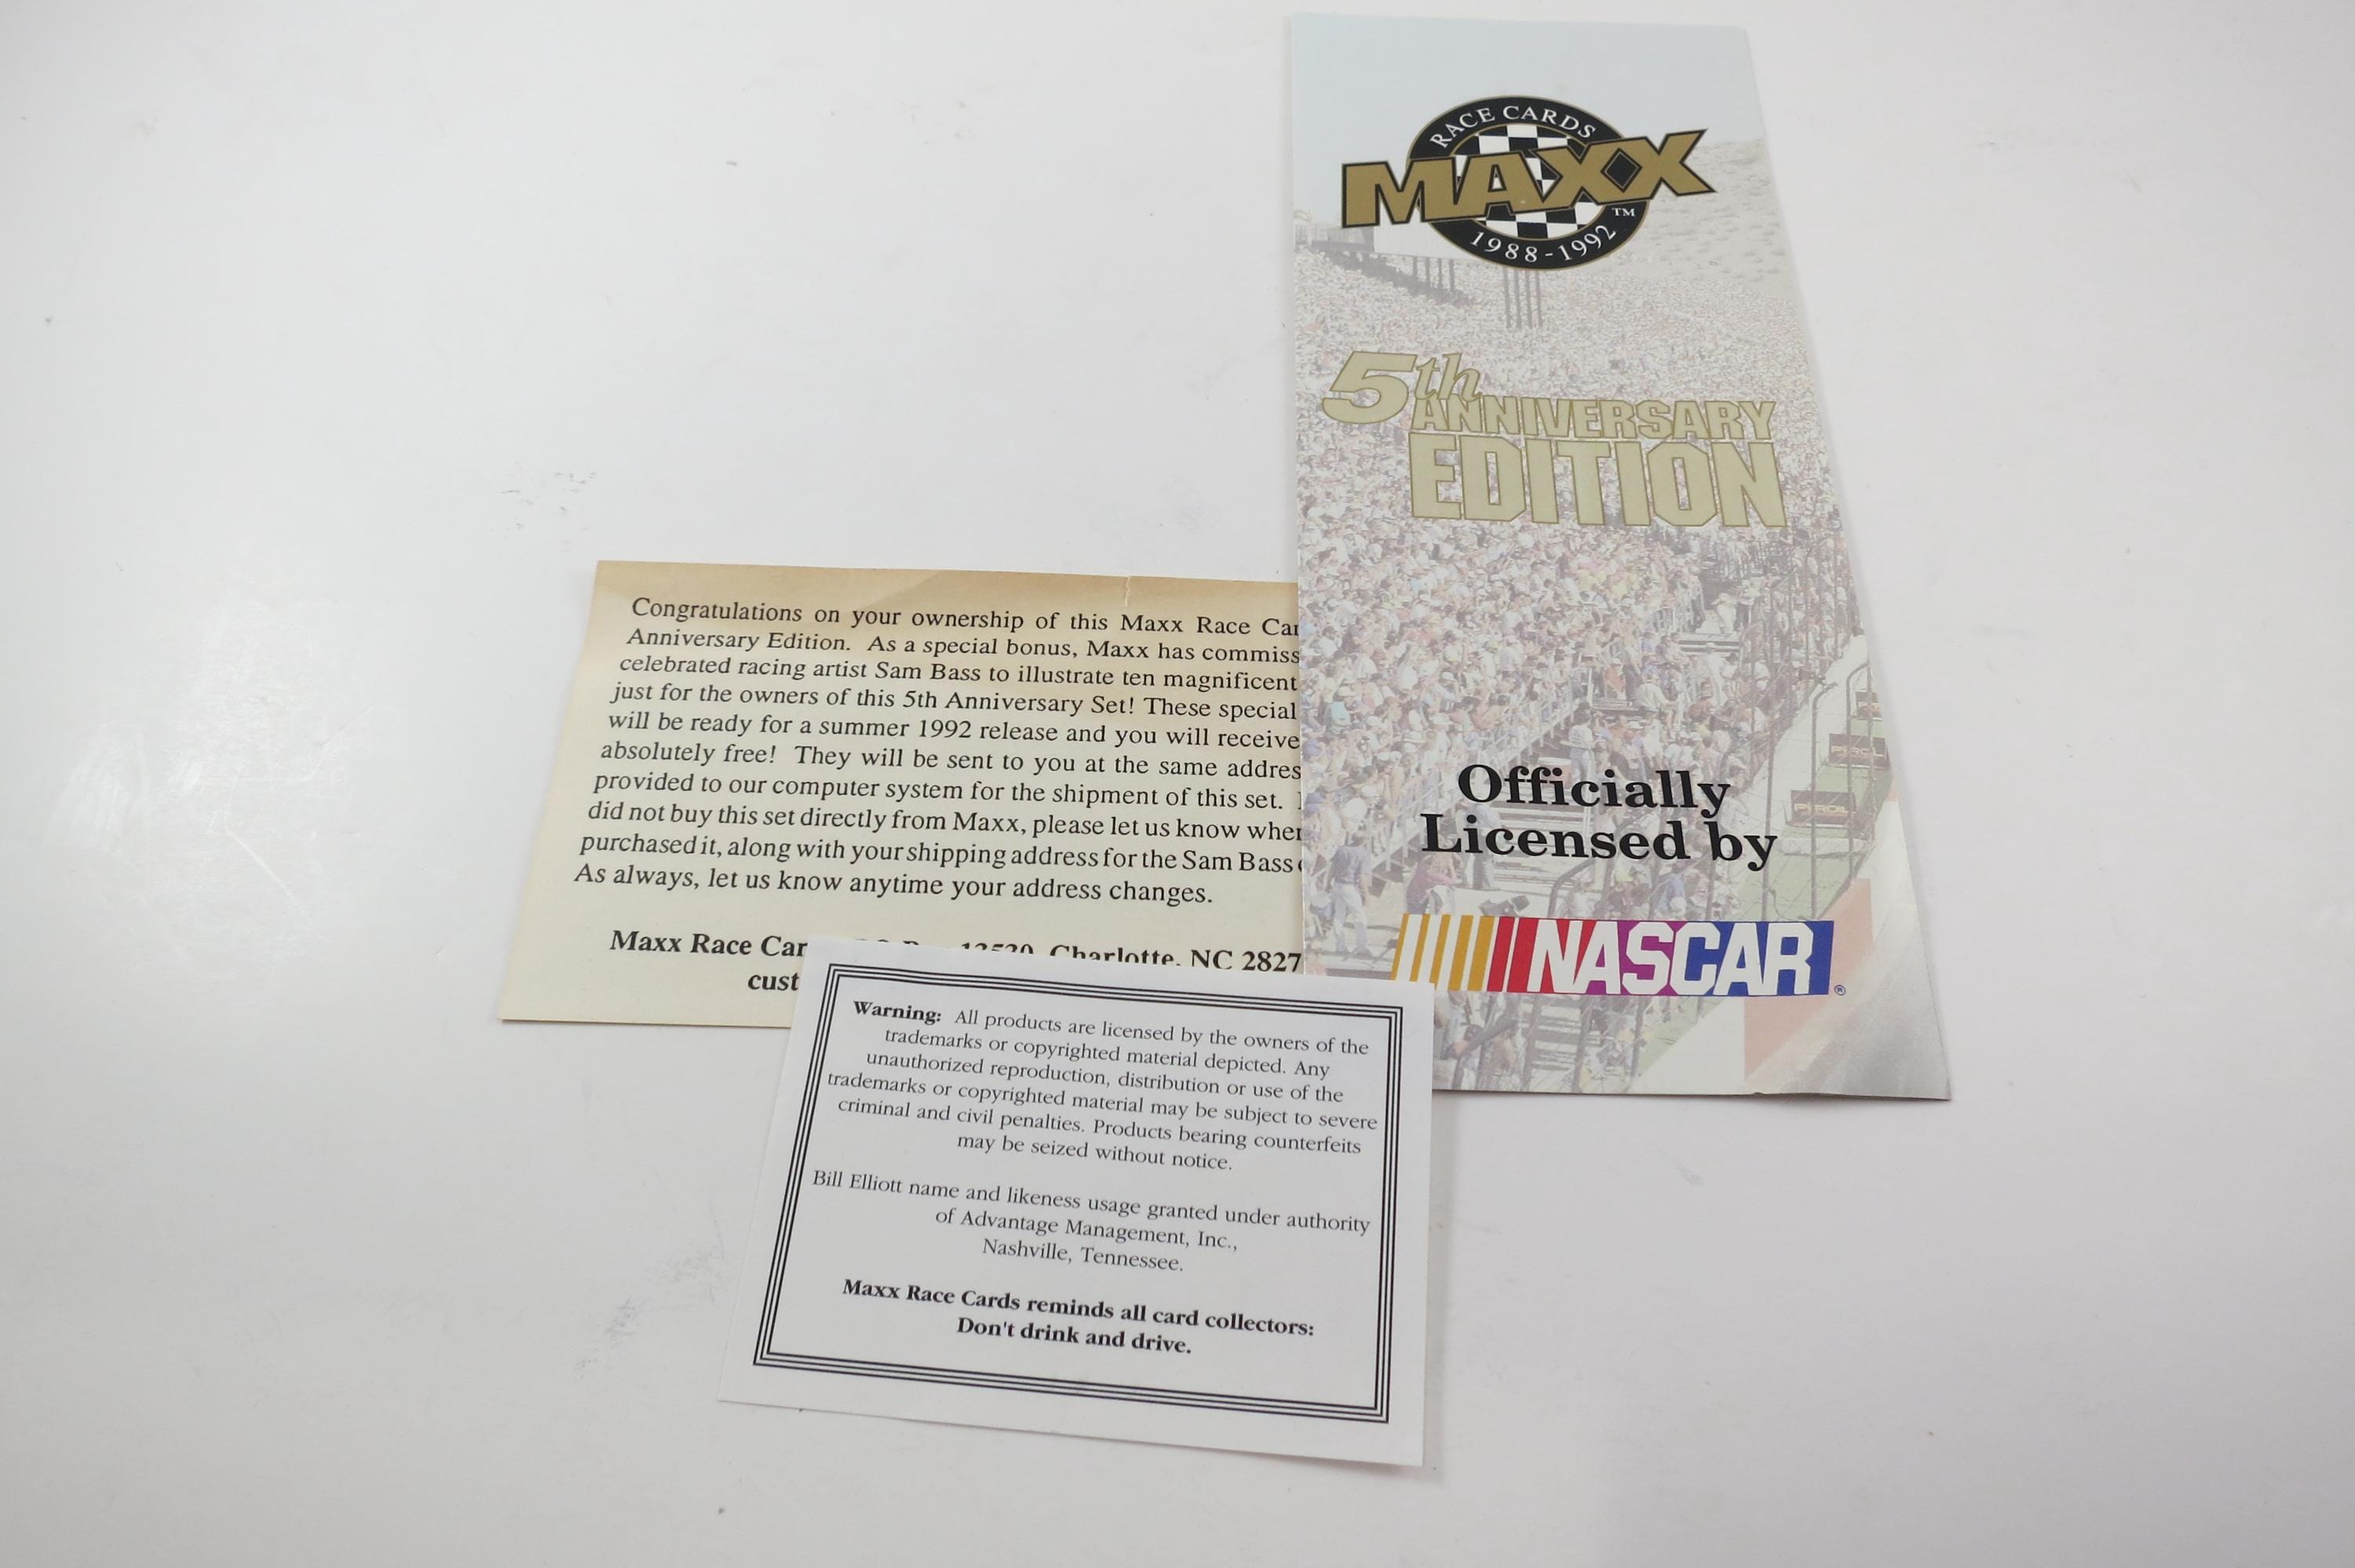 RACE CARDS
MAXX
TM
1988-1992
5th
ANNIVERSARY
EDITION
Officially
Licensed by
NASCAR
®
Congratulations on your ownership of this Maxx Race
Anniversary Edition. As a special bonus, Maxx has
celebrated racing artist Sam Bass to illustrate ten magnificent
just for the owners of this 5th Anniversary Set! These special
will be ready for a summer 1992 release and you will receive
absolutely free! They will be sent to you at the same
provided to our computer system for the shipment of this set.
did not buy this set directly from Maxx, please let us know
purchased it, along with your shipping address for the Sam Bass
As always, let us know anytime your address changes.
Maxx Race Charlotte, NC
Warning: All products are licensed by the owners of the
trademarks or copyrighted material depicted. Any
unauthorized reproduction, distribution or use of the
trademarks or copyrighted material may be subject to severe
criminal and civil penalties. Products bearing counterfeits
may be seized without notice.
Bill Elliott name and likeness usage granted under authority
of Advantage Management, Inc.,
Nashville, Tennessee.
Maxx Race Cards reminds all card collectors:
Don't drink and drive.